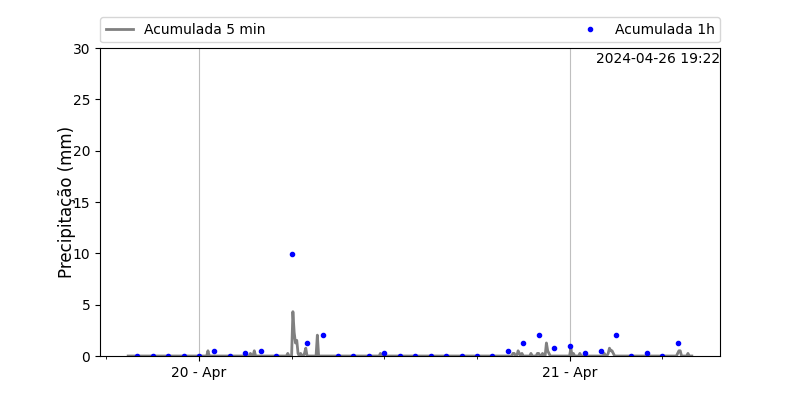 Acumulada 5 min
Acumulada 1h
2024-04-26 19:22
Precipitação (mm)
30
25
20
15
10
5
0
20 - Apr
21 - Apr